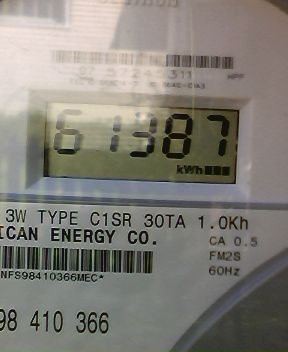 61387
kWh
3W TYPE C1SR 30TA 1.0Kh
ICAN ENERGY CO.
CA 0.5
FM2S
NFS98410366MEC*
60Hz
98 410 366